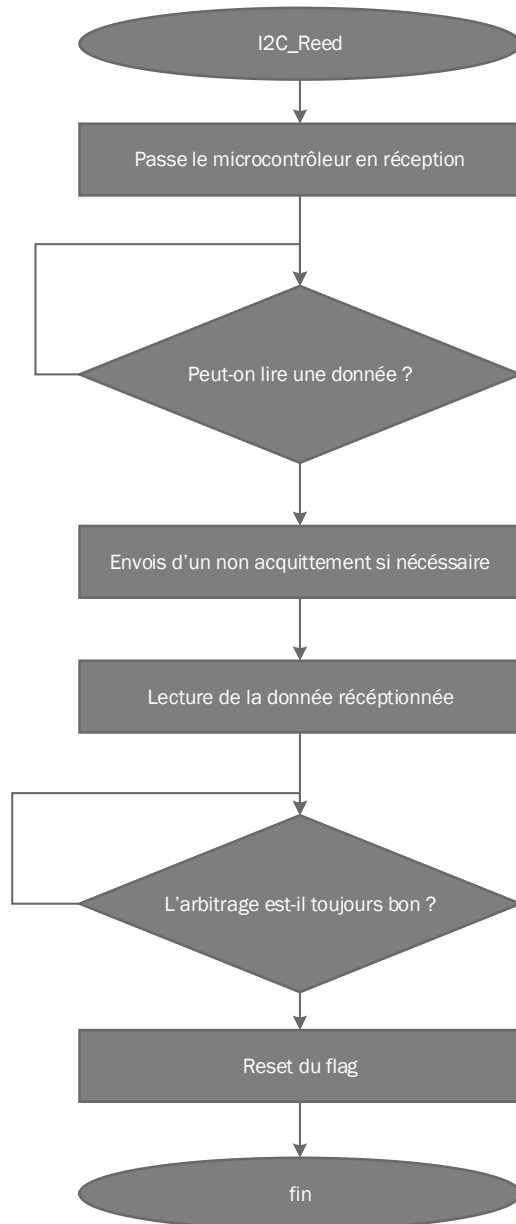 I2C_Reed
Passe le microcontrôleur en réception
Peut-on lire une donnée ?
Envois d’un non acquittement si nécéssaire
Lecture de la donnée récéptionnée
L’arbitrage est-il toujours bon ?
Reset du flag
fin